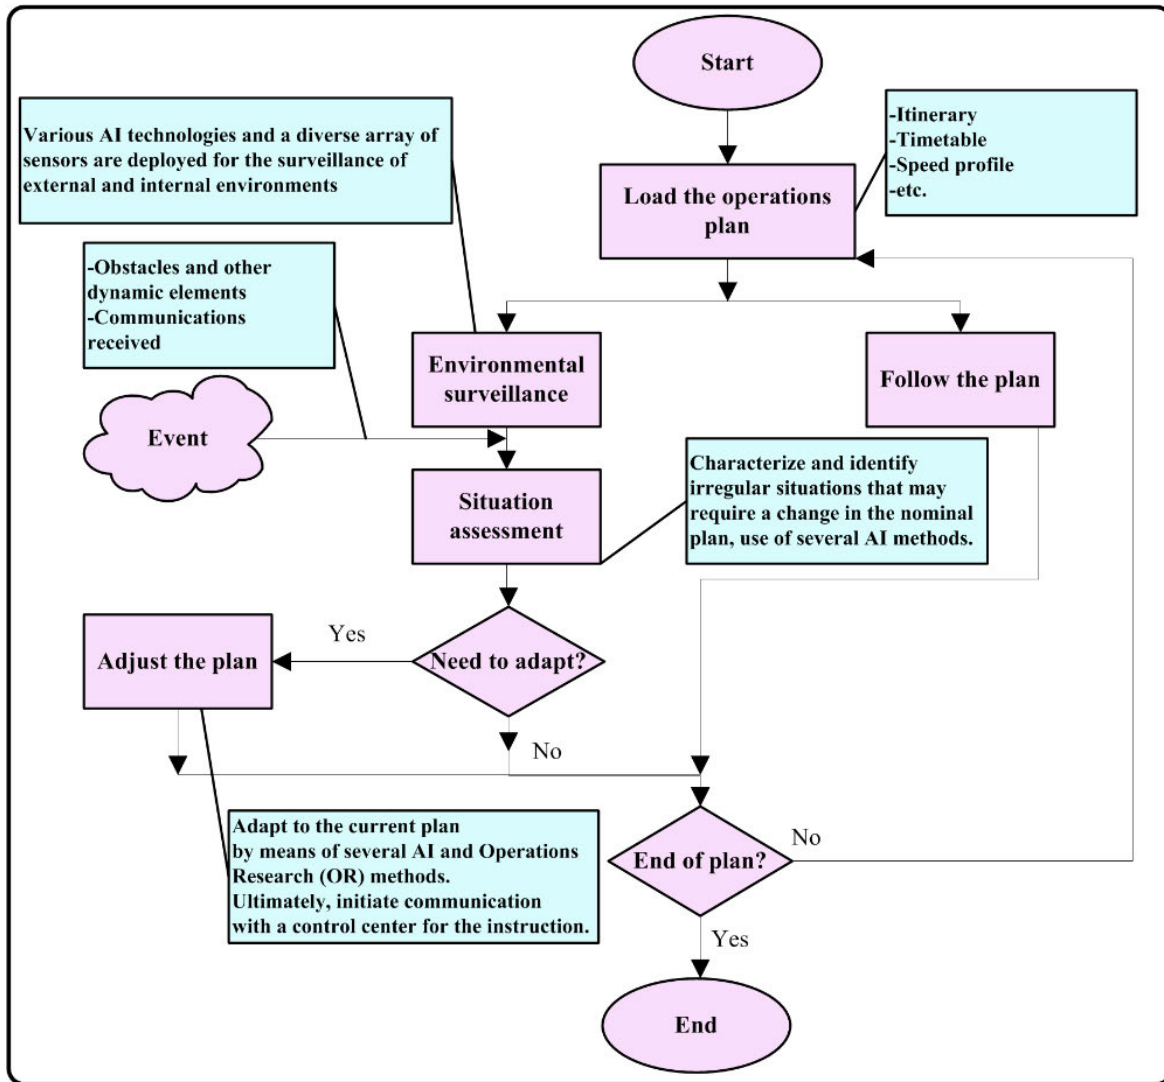 Start
Various AI technologies and a diverse array of
sensors are deployed for the surveillance of
external and internal environments
-Itinerary
-Timetable
-Speed profile
-etc.
Load the operations
plan
-Obstacles and other
dynamic elements
-Communications
received
Environmental
surveillance
Follow the plan
Event
Situation
assessment
Characterize and identify
irregular situations that may
require a change in the nominal
plan, use of several AI methods.
Need to adapt?
Yes
Adjust the plan
No
Adapt to the current plan
by means of several AI and Operations
Research (OR) methods.
Ultimately, initiate communication
with a control center for the instruction.
End of plan?
No
Yes
End